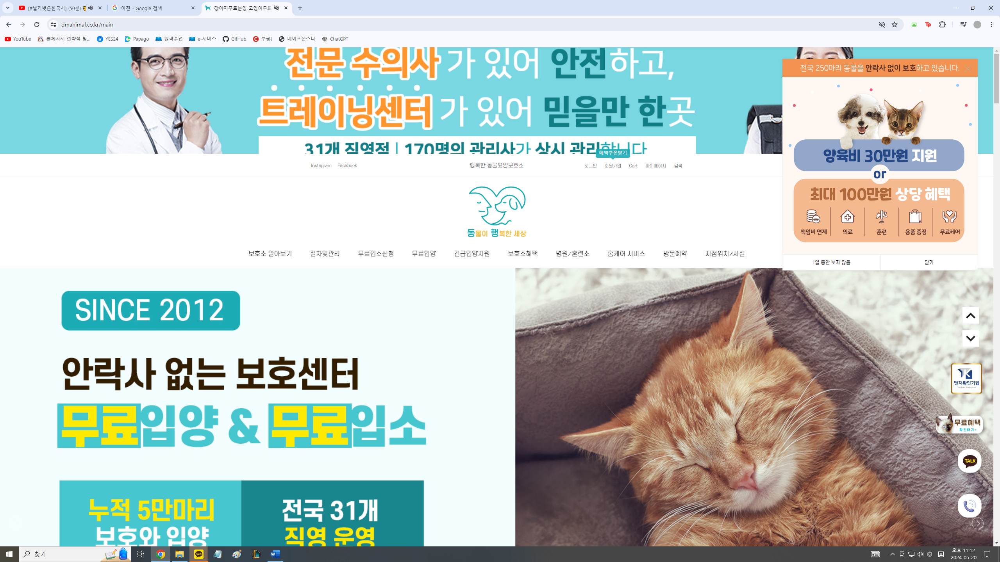 [#벌거벗은한국사] (50분)
아전 - Google 검색
강아지무료분양 고양이무료
dmanimal.co.kr/main
YouTube
롤체지지 전략적 팀...
YES24
Papago
원격수업
e-서비스
GitHub
쿠팡!
베이프몬스터
ChatGPT
전문 수의사가 있어 안전하고,
트레이닝센터가 있어 믿을만 한곳
31개 직영점 | 170명의 관리사가 상시 관리합니다
전국 250마리 동물을 안락사 없이 보호하고 있습니다.
양육비 30만원 지원
or
최대 100만원 상당 혜택
책임비 면제
의료
훈련
용품 증정
무료케어
1일 동안 보지 않음
닫기
혜택쿠폰받기
Instagram
Facebook
행복한 동물요양보호소
로그인
회원가입
Cart
마이페이지
검색
동물이 행복한 세상
보호소 알아보기
절차및관리
무료입소신청
무료입양
긴급입양지원
보호소혜택
병원/훈련소
홈케어 서비스
방문예약
지점위치/시설
SINCE 2012
안락사 없는 보호센터
무료입양 & 무료입소
누적 5만마리
보호와 입양
전국 31개
직영 운영
벤처확인기업
Venture Enterprise
무료혜택
확인하기 >
TALK
찾기
TALK
오후 11:12
2024-05-20